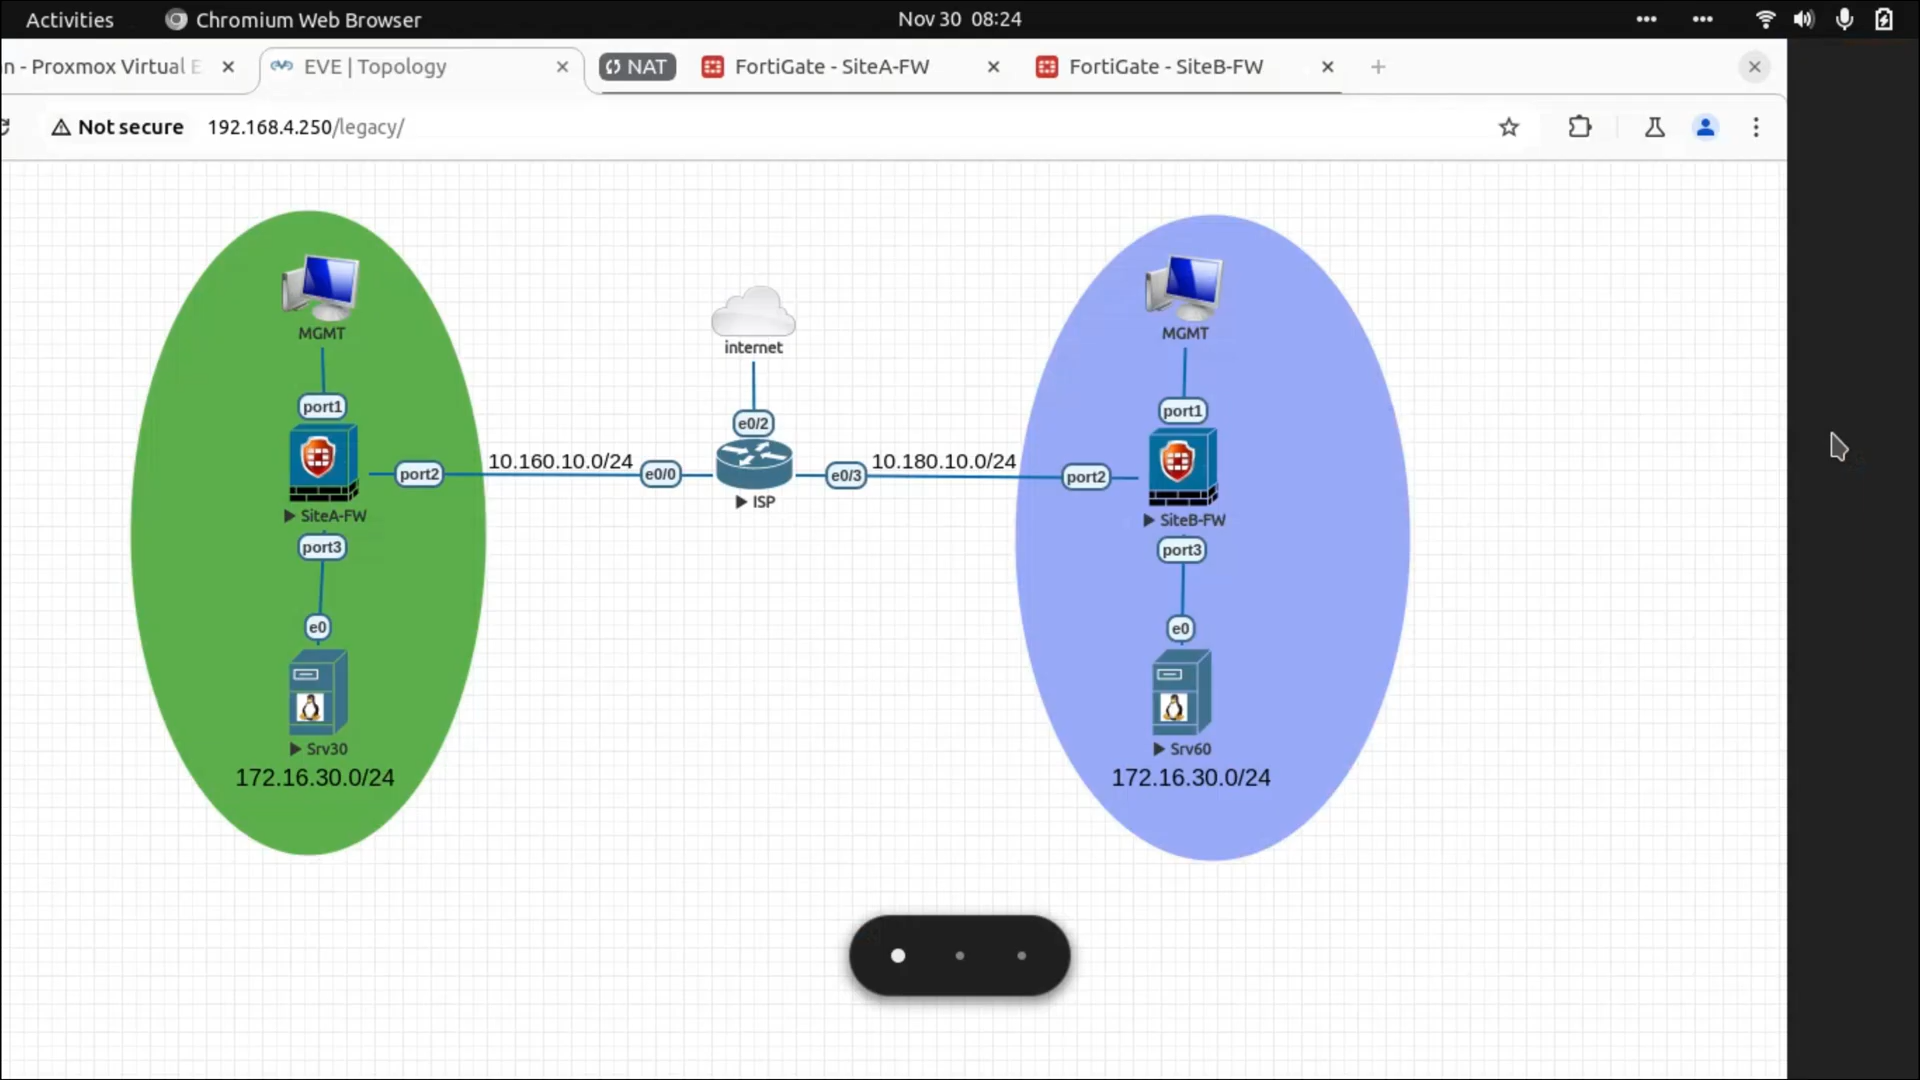 Activities
Chromium Web Browser
Nov 30 08:24
n - Proxmox Virtual E
EVE | Topology
NAT
FortiGate - SiteA-FW
FortiGate - SiteB-FW
Not secure
192.168.4.250/legacy/
MGMT
port1
SiteA-FW
port2
port3
e0
Srv30
172.16.30.0/24
10.160.10.0/24
internet
e0/2
e0/0
ISP
e0/3
10.180.10.0/24
MGMT
port1
port2
SiteB-FW
port3
e0
Srv60
172.16.30.0/24